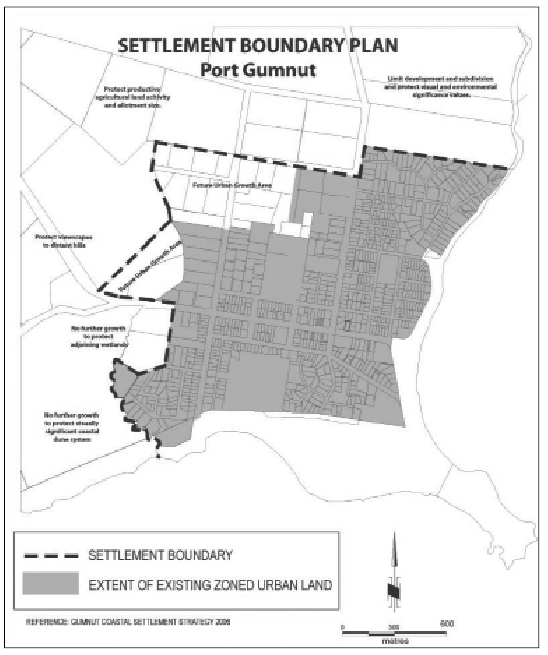 SETTLEMENT BOUNDARY PLAN
Port Gumnut
Protect productive
agricultural land activity
and allotment size.
Limit development and subdivision
and protect visual and environmental
significance values.
Future Urban Growth Area
Protect viewscapes
to distant hills
Future Urban Growth Area
No further growth
to protect
adjoining wetlands
No further growth
to protect visually
significant coastal
dune system
SETTLEMENT BOUNDARY
EXTENT OF EXISTING ZONED URBAN LAND
REFERENCE: GUMNUT COASTAL SETTLEMENT STRATEGY
0
600
metres